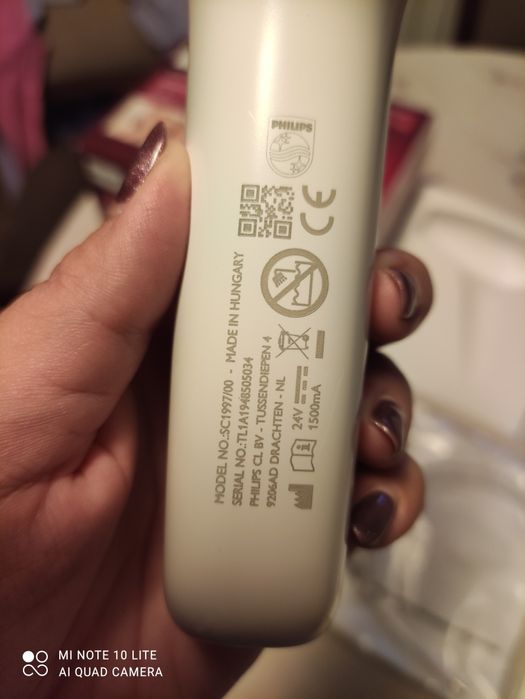 PHILIPS
CE
MODEL NO.:SC1997/00 - MADE IN HUNGARY
SERIAL NO.:TL1A1948505034
PHILIPS CL BV - TUSSENDIEPEN 4
9206AD DRACHTEN - NL
24V
1500mA
MI NOTE 10 LITE
AI QUAD CAMERA